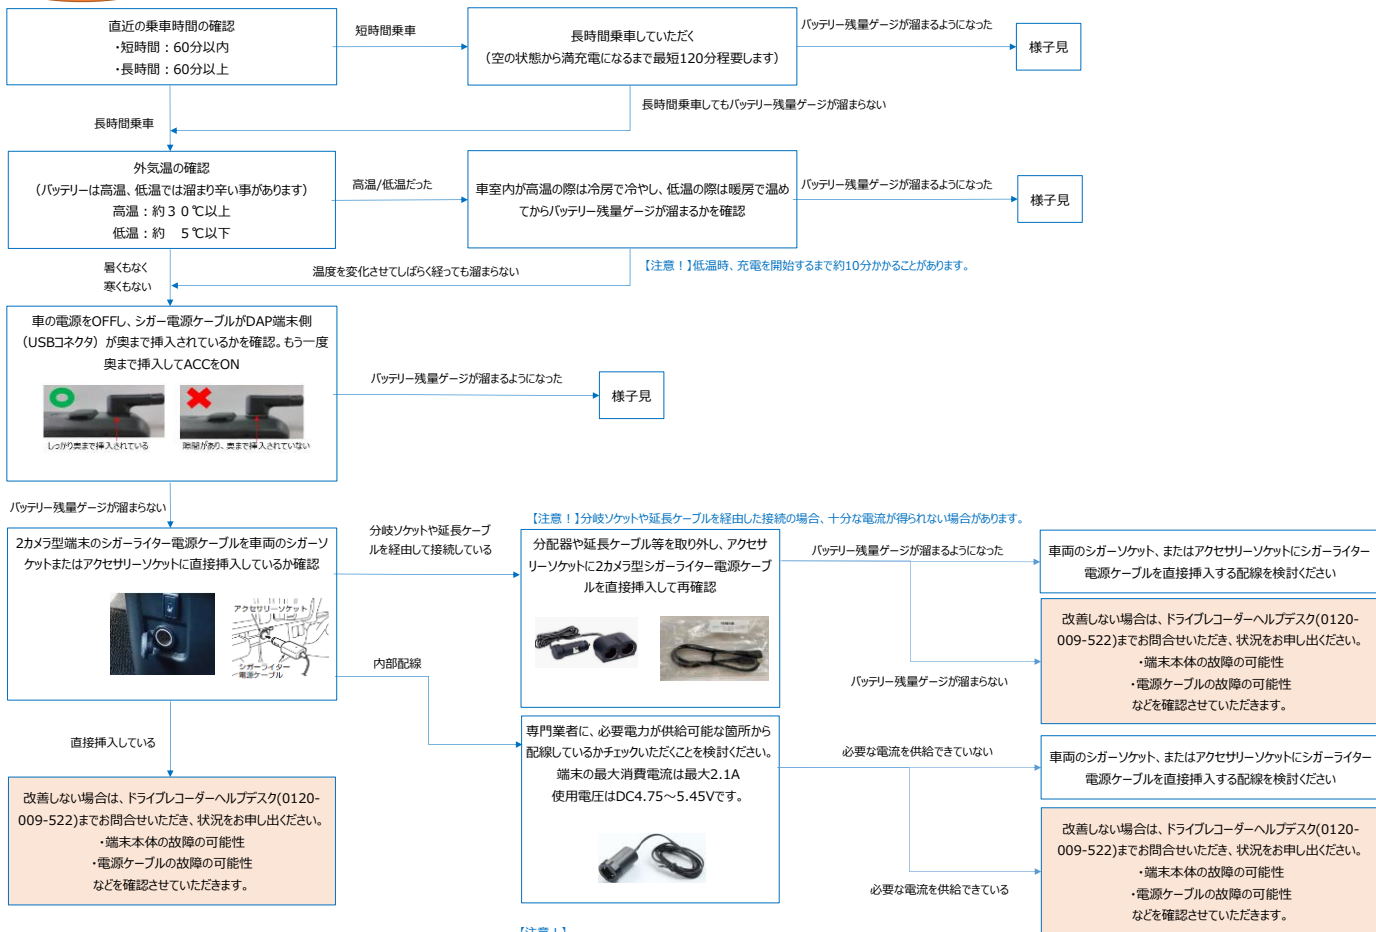 直近の乗車時間の確認
・短時間：60分以内
・長時間：60分以上
短時間乗車
長時間乗車していただく
（空の状態から満充電になるまで最短120分程要します）
バッテリー残量ゲージが溜まるようになった
様子見
長時間乗車
長時間乗車してもバッテリー残量ゲージが溜まらない
外気温の確認
（バッテリーは高温、低温では溜まり辛い事があります）
高温：約３０℃以上
低温：約　5℃以下
高温/低温だった
車室内が高温の際は冷房で冷やし、低温の際は暖房で温め
てからバッテリー残量ゲージが溜まるかを確認
バッテリー残量ゲージが溜まるようになった
様子見
暑くもなく
寒くもない
温度を変化させてしばらく経っても溜まらない
【注意！】低温時、充電を開始するまで約10分かかることがあります。
車の電源をOFFし、シガー電源ケーブルがDAP端末側
（USBコネクタ）が奥まで挿入されているかを確認。もう一度
奥まで挿入してACCをON
しっかり奥まで挿入されている
隙間があり、奥まで挿入されていない
バッテリー残量ゲージが溜まるようになった
様子見
バッテリー残量ゲージが溜まらない
2カメラ型端末のシガーライター電源ケーブルを車両のシガーソ
ケットまたはアクセサリーソケットに直接挿入しているか確認
アクセサリーソケット
シガーライター
電源ケーブル
分岐ソケットや延長ケーブ
ルを経由して接続している
【注意！】分岐ソケットや延長ケーブルを経由した接続の場合、十分な電流が得られない場合があります。
分配器や延長ケーブル等を取り外し、アクセサ
リーソケットに2カメラ型シガーライター電源ケーブ
ルを直接挿入して再確認
バッテリー残量ゲージが溜まるようになった
車両のシガーソケット、またはアクセサリーソケットにシガーライター
電源ケーブルを直接挿入する配線を検討ください
バッテリー残量ゲージが溜まらない
改善しない場合は、ドライブレコーダーヘルプデスク(0120-
009-522)までお問合せいただき、状況をお申し出ください。
・端末本体の故障の可能性
・電源ケーブルの故障の可能性
などを確認させていただきます。
内部配線
専門業者に、必要電力が供給可能な箇所から
配線しているかチェックいただくことを検討ください。
端末の最大消費電流は最大2.1A
使用電圧はDC4.75～5.45Vです。
必要な電流を供給できていない
車両のシガーソケット、またはアクセサリーソケットにシガーライター
電源ケーブルを直接挿入する配線を検討ください
必要な電流を供給できている
改善しない場合は、ドライブレコーダーヘルプデスク(0120-
009-522)までお問合せいただき、状況をお申し出ください。
・端末本体の故障の可能性
・電源ケーブルの故障の可能性
などを確認させていただきます。
直接挿入している
改善しない場合は、ドライブレコーダーヘルプデスク(0120-
009-522)までお問合せいただき、状況をお申し出ください。
・端末本体の故障の可能性
・電源ケーブルの故障の可能性
などを確認させていただきます。
【注意！】